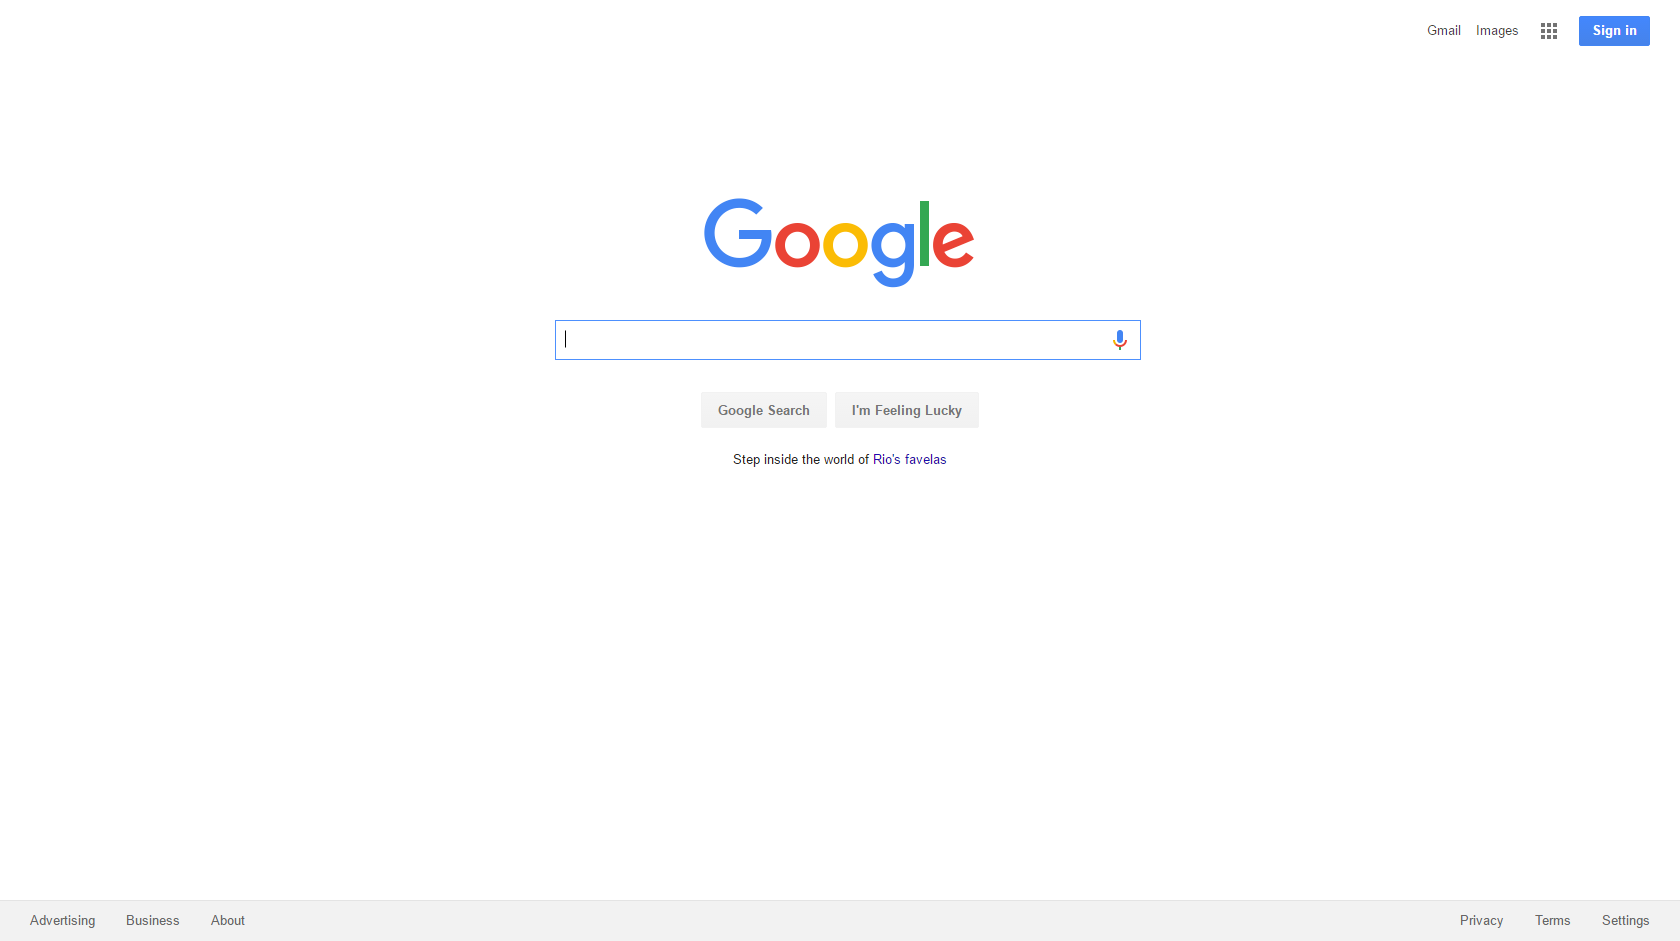 Gmail Images Sign in
Google
Google Search I'm Feeling Lucky
Step inside the world of Rio's favelas
Advertising Business About Privacy Terms Settings